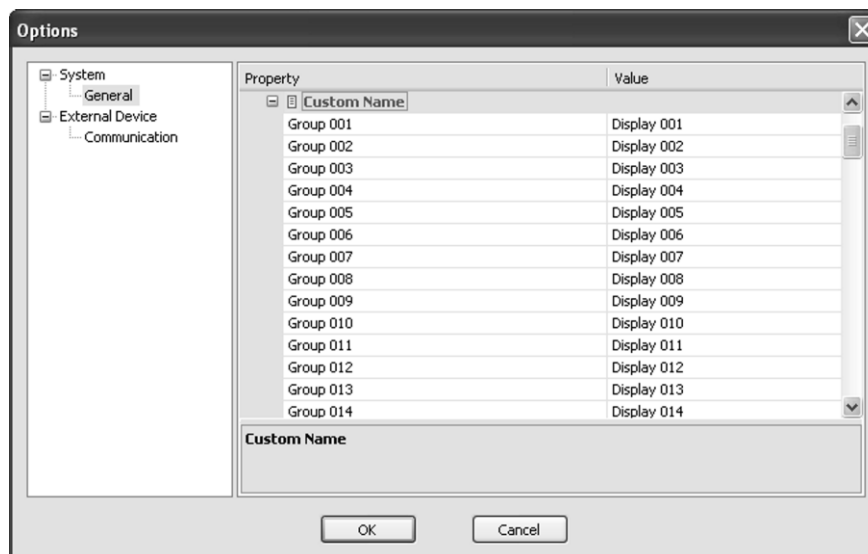 Options
System
General
External Device
Communication
Property Value
Custom Name
Group 001 Display 001
Group 002 Display 002
Group 003 Display 003
Group 004 Display 004
Group 005 Display 005
Group 006 Display 006
Group 007 Display 007
Group 008 Display 008
Group 009 Display 009
Group 010 Display 010
Group 011 Display 011
Group 012 Display 012
Group 013 Display 013
Group 014 Display 014
Custom Name
OK Cancel